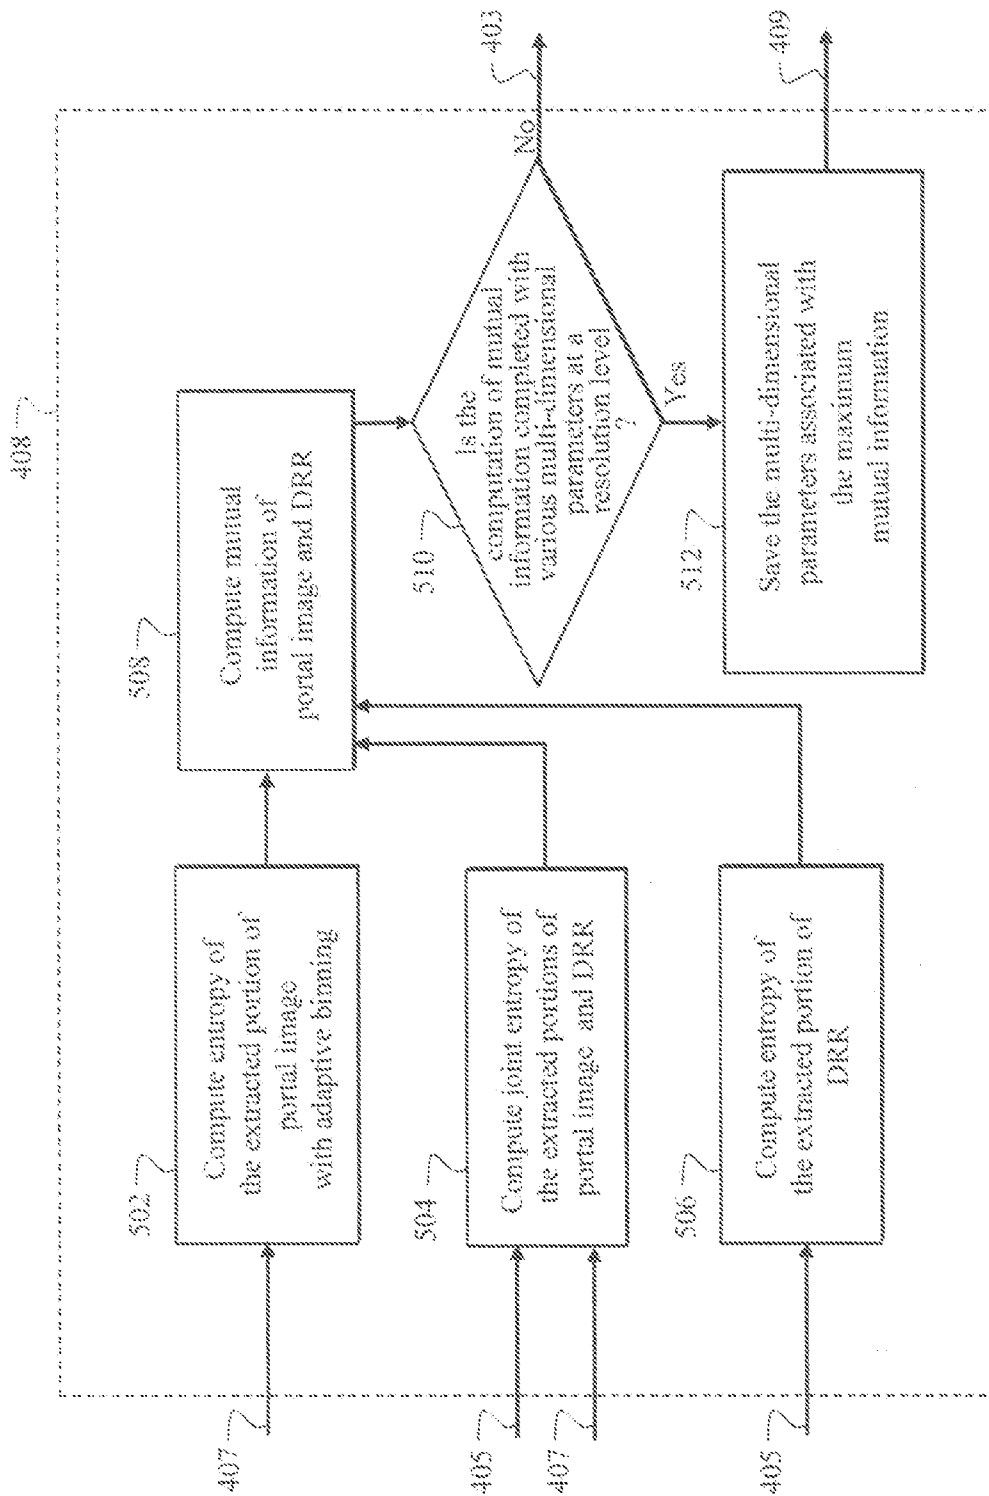 408
407
502
Compute entropy of
the extracted portion of
portal image
with adaptive binning
508
Compute mutual
information of
portal image and DRR
405
407
504
Compute joint entropy of
the extracted portions of
portal image and DRR
510
Is the
computation of mutual
information completed with
various multi-dimensional
parameters at a
resolution level
?
No
403
Yes
405
506
Compute entropy of
the extracted portion of
DRR
512
Save the multi-dimensional
parameters associated with
the maximum
mutual information
409